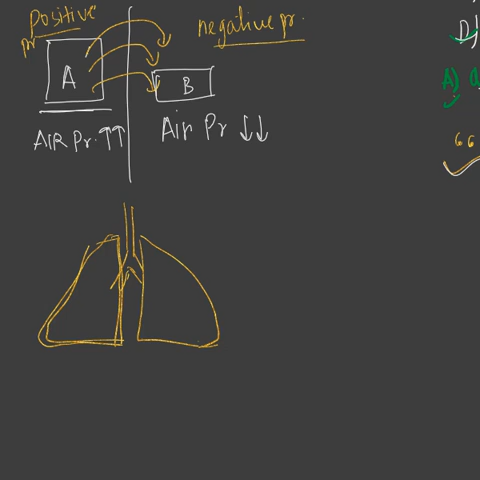 positive
pr
negative pr.
A
B
AIR Pr. ↑↑
Air Pr ↓↓
D)
A) a
66